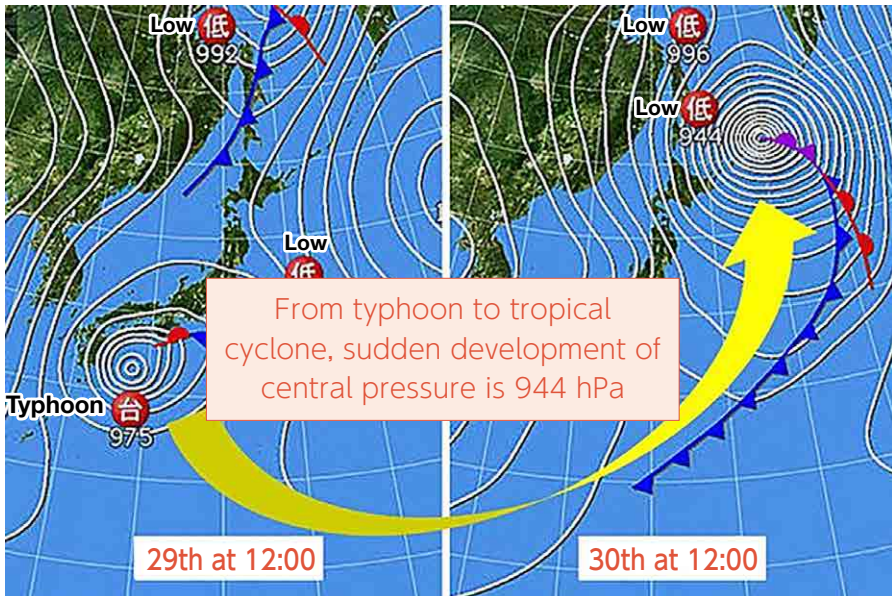 Low
低
992
Low
低
Typhoon
台
975
29th at 12:00
Low
低
996
Low
低
944
30th at 12:00
From typhoon to tropical
cyclone, sudden development of
central pressure is 944 hPa